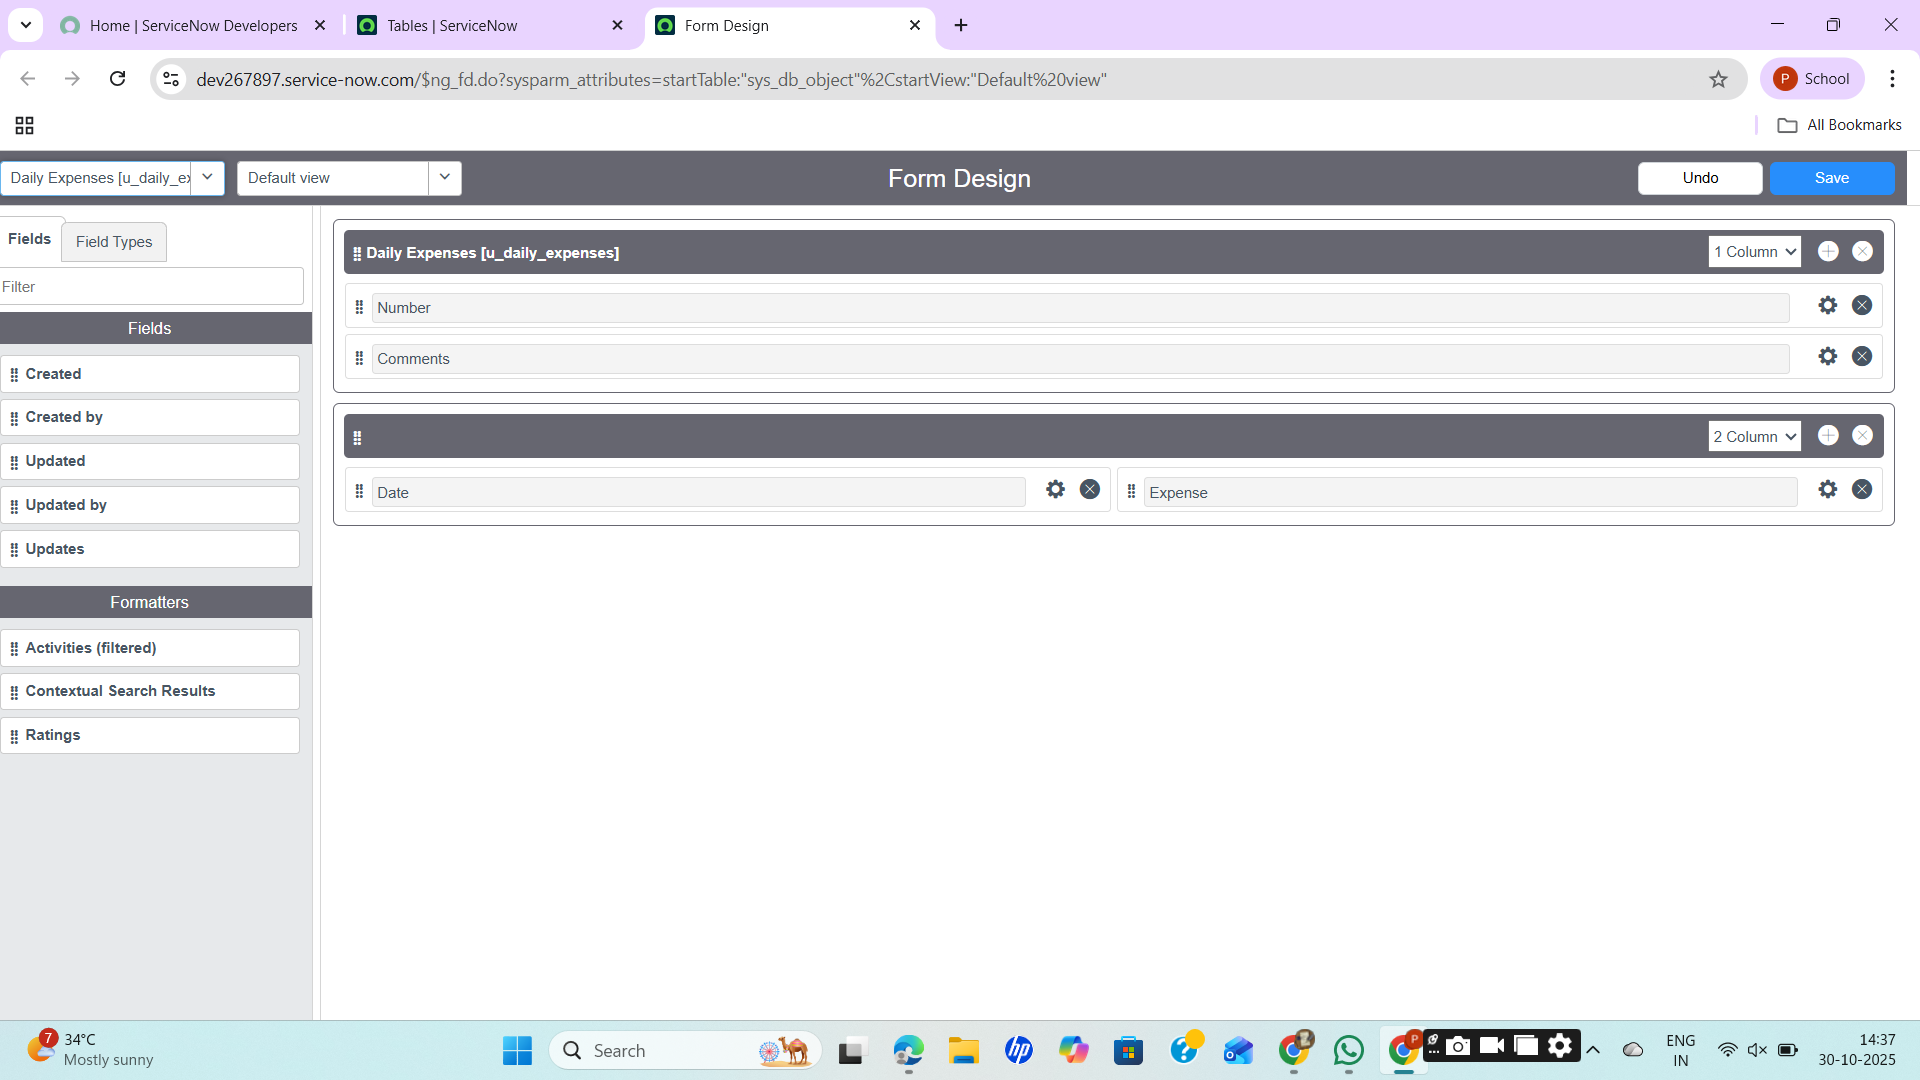 Home | ServiceNow Developers
Tables | ServiceNow
Form Design
dev267897.service-now.com/$ng_fd.do?sysparm_attributes=startTable:"sys_db_object"%2CstartView:"Default%20view"
P School
All Bookmarks
Daily Expenses [u_daily_ex
Default view
Form Design
Undo
Save
Fields
Field Types
Filter
Fields
Created
Created by
Updated
Updated by
Updates
Formatters
Activities (filtered)
Contextual Search Results
Ratings
Daily Expenses [u_daily_expenses]
1 Column
Number
Comments
2 Column
Date
Expense
7
34°C
Mostly sunny
Search
hp
P
ENG
IN
14:37
30-10-2025